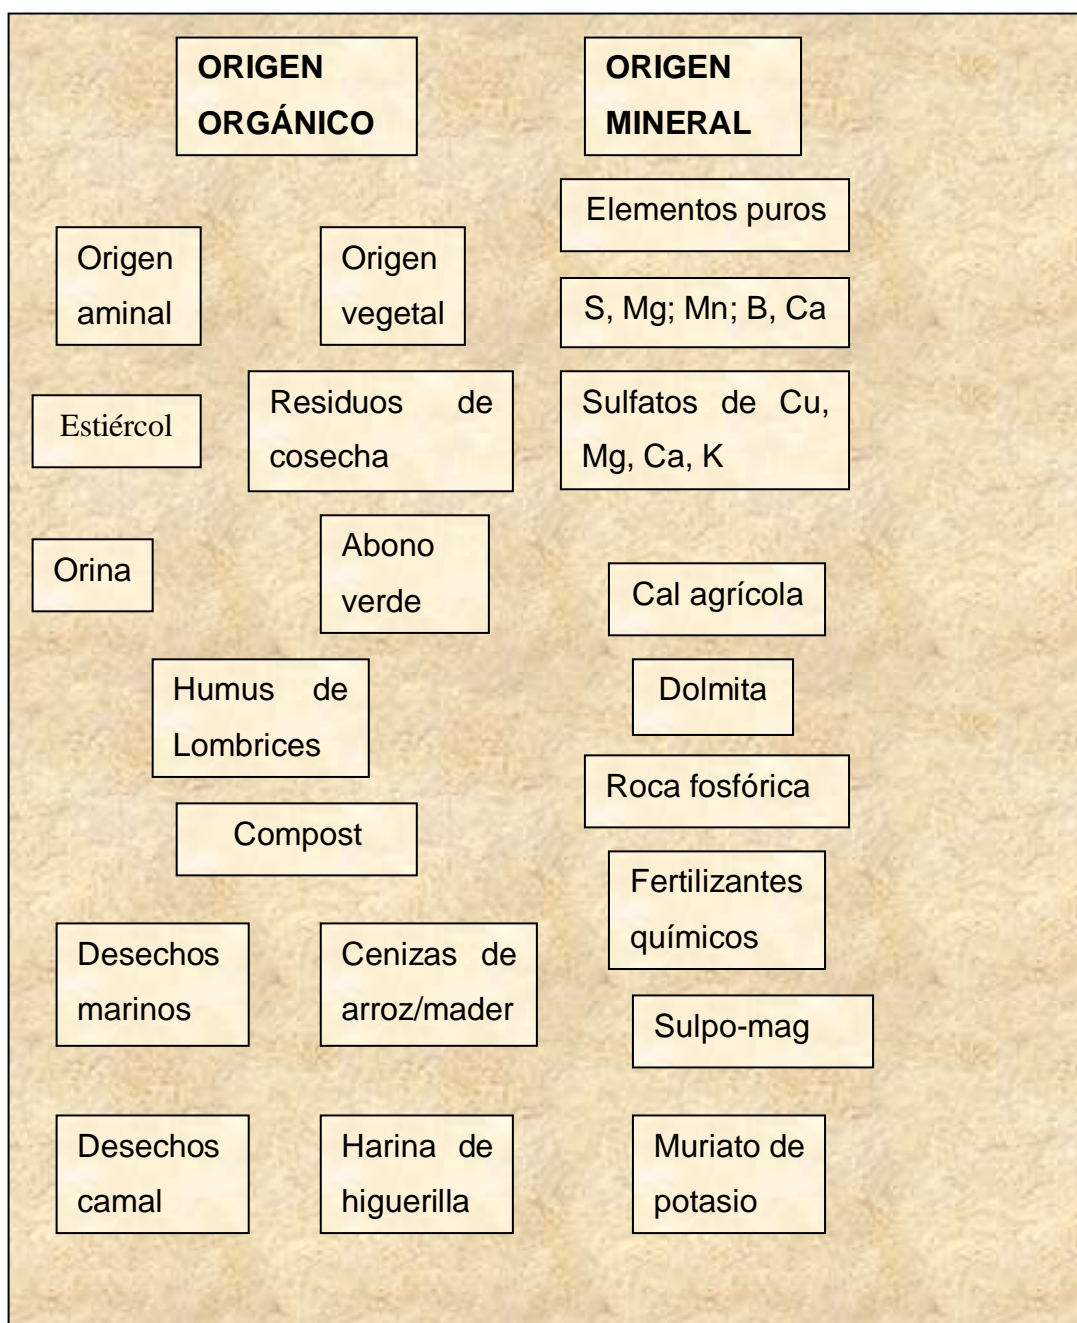 ORIGEN
ORGÁNICO
ORIGEN
MINERAL
Elementos puros
Origen
aminal
Origen
vegetal
S, Mg; Mn; B, Ca
Estiércol
Residuos de
cosecha
Sulfatos de Cu,
Mg, Ca, K
Orina
Abono
verde
Cal agrícola
Humus de
Lombrices
Dolmita
Roca fosfórica
Compost
Fertilizantes
químicos
Desechos
marinos
Cenizas de
arroz/mader
Sulpo-mag
Desechos
camal
Harina de
higuerilla
Muriato de
potasio